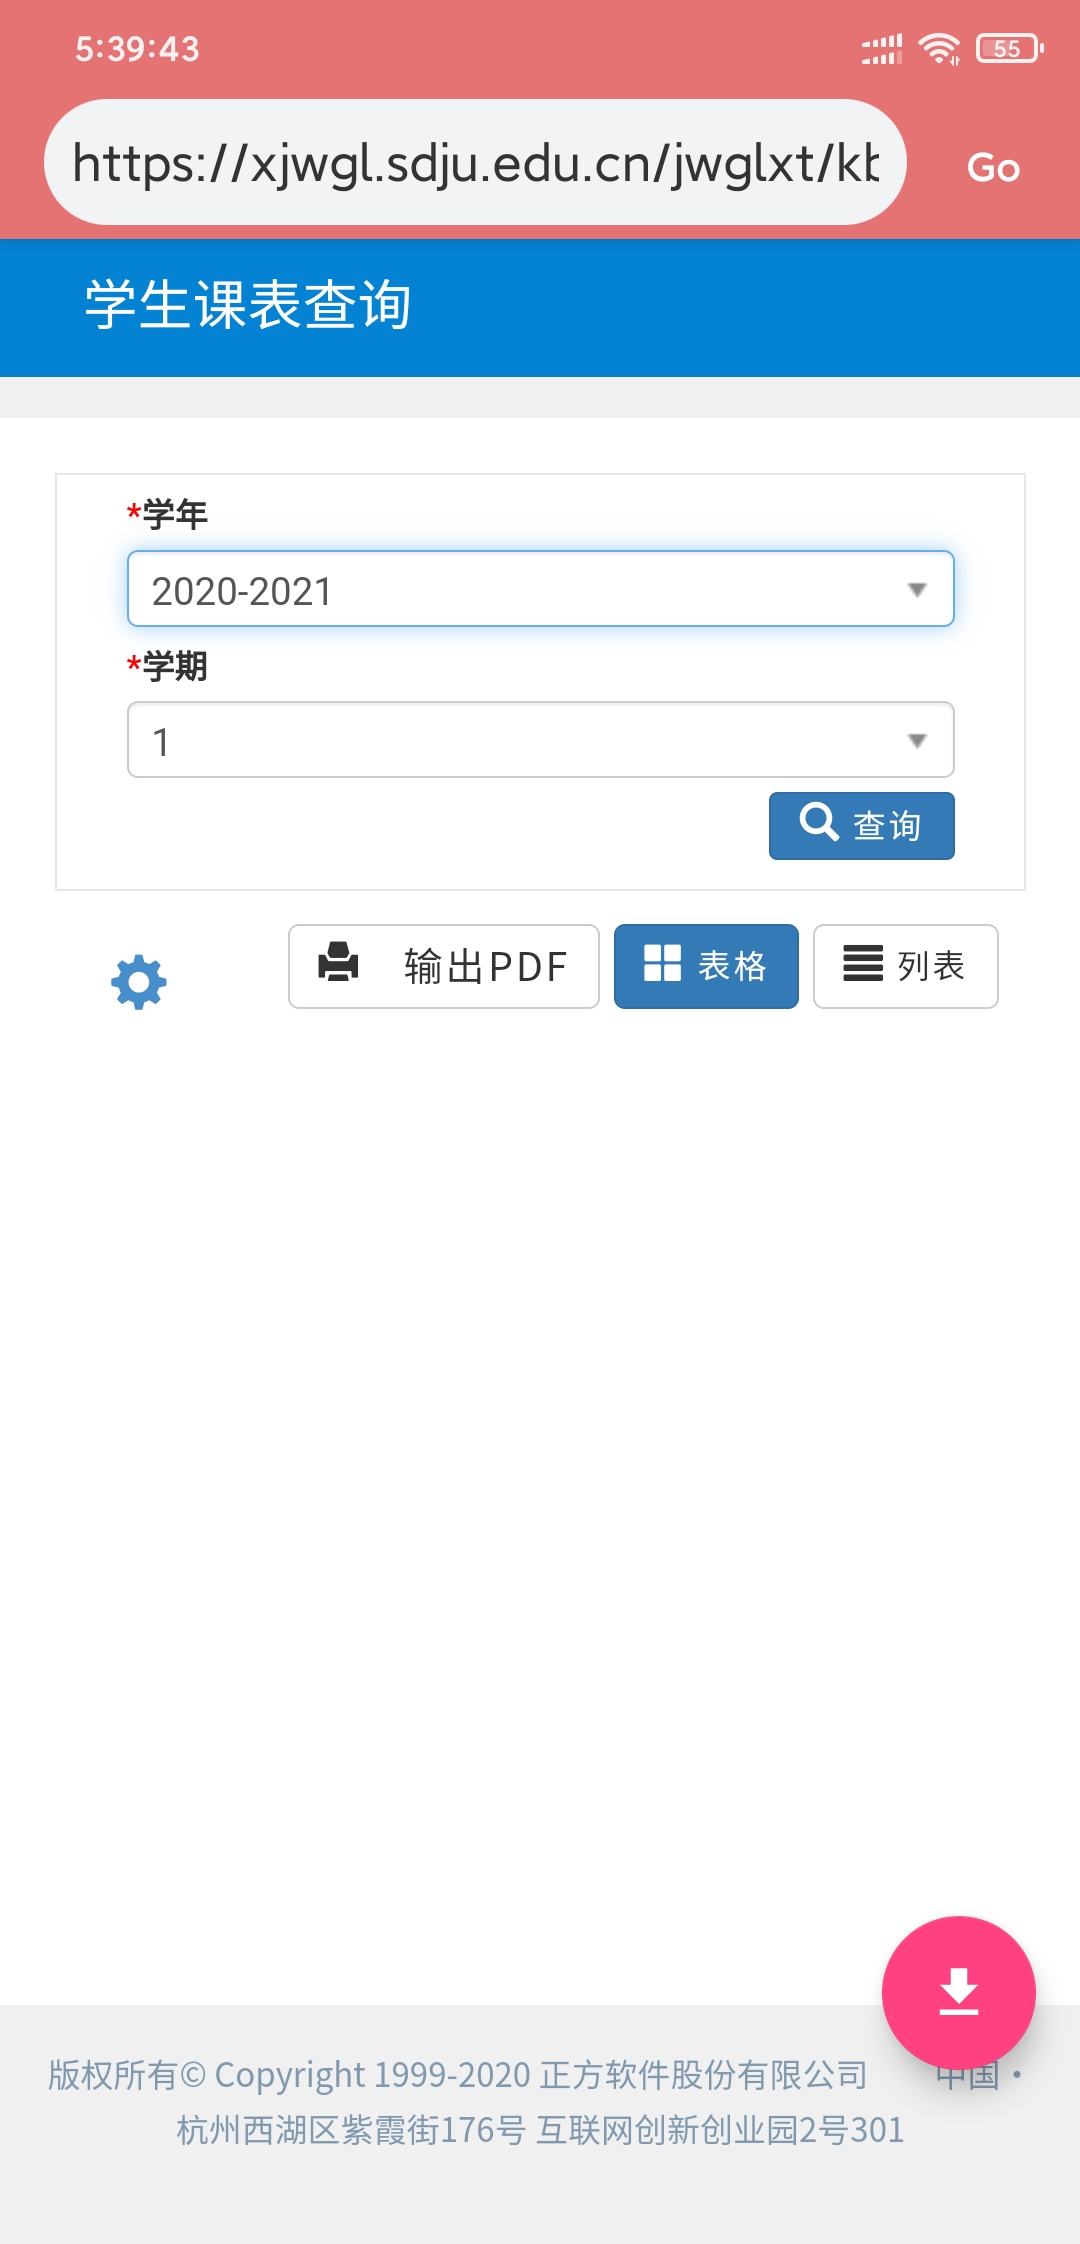 5:39:43
55
https://xjwgl.sdju.edu.cn/jwglxt/
Go
学生课表查询
*学年
2020-2021
*学期
1
查询
输出PDF
表格
列表
版权所有© Copyright 1999-2020 正方软件股份有限公司 中国·
杭州西湖区紫霞街176号 互联网创新创业园2号301